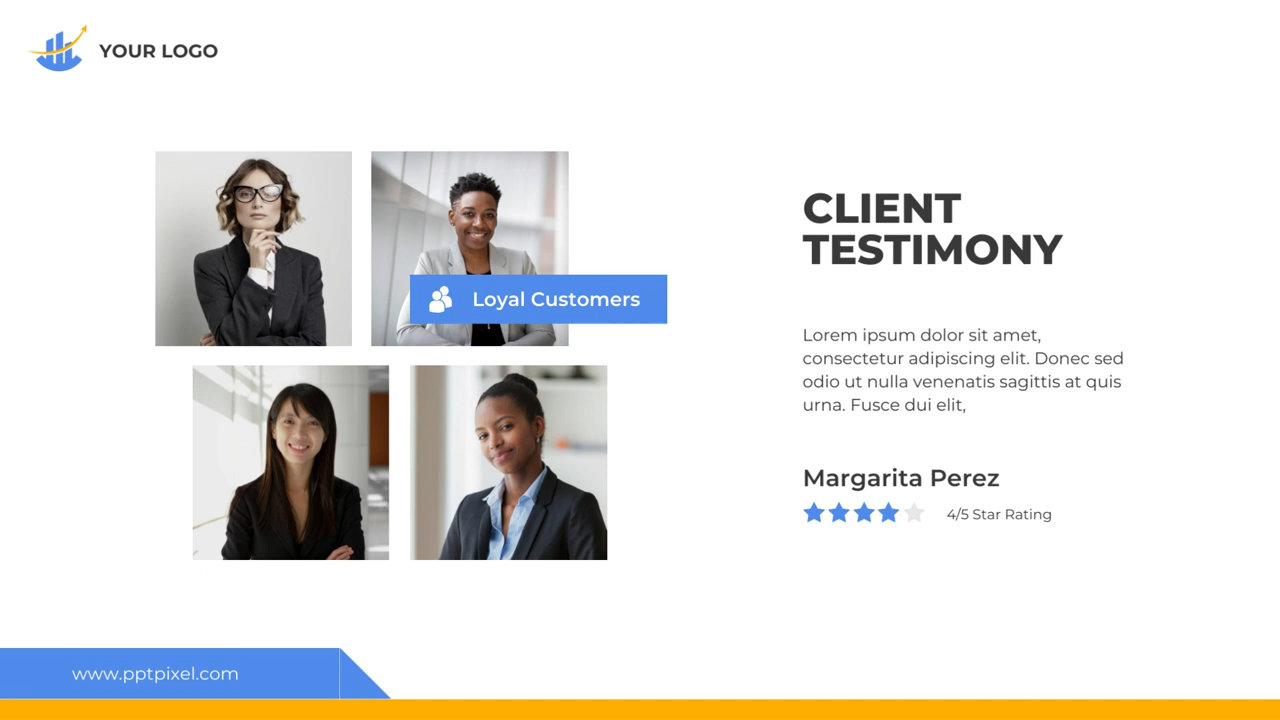 YOUR LOGO
Loyal Customers
CLIENT
TESTIMONY
Lorem ipsum dolor sit amet,
consectetur adipiscing elit. Donec sed
odio ut nulla venenatis sagittis at quis
urna. Fusce dui elit,
Margarita Perez
4/5 Star Rating
www.pptpixel.com